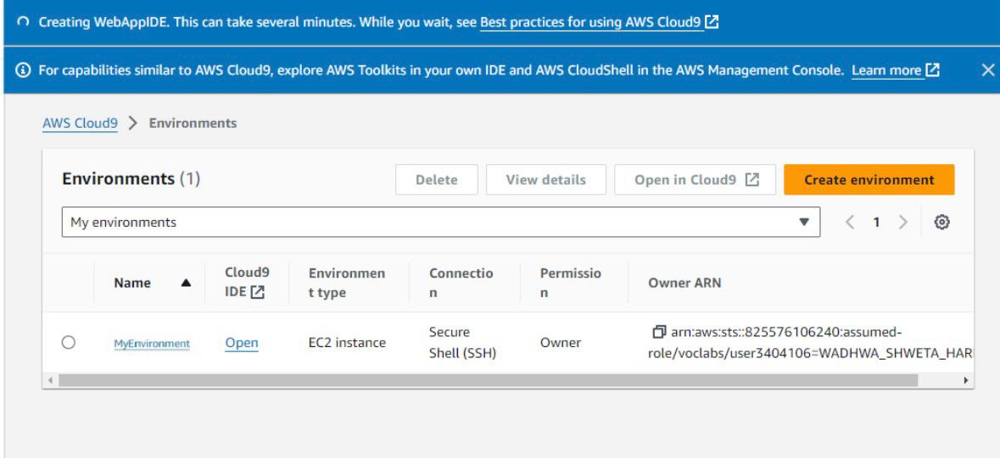 Creating WebAppIDE. This can take several minutes. While you wait, see Best practices for using AWS Cloud9
For capabilities similar to AWS Cloud9, explore AWS Toolkits in your own IDE and AWS CloudShell in the AWS Management Console. Learn more
AWS Cloud9 > Environments
Environments (1)
Delete
View details
Open in Cloud9
Create environment
My environments
1
Name
Cloud9
IDE
Environmen
t type
Connectio
n
Permissio
n
Owner ARN
MyEnvironment
Open
EC2 instance
Secure
Shell (SSH)
Owner
arn:aws:sts::825576106240:assumed-
role/voclabs/user3404106=WADHWA_SHWETA_HAR